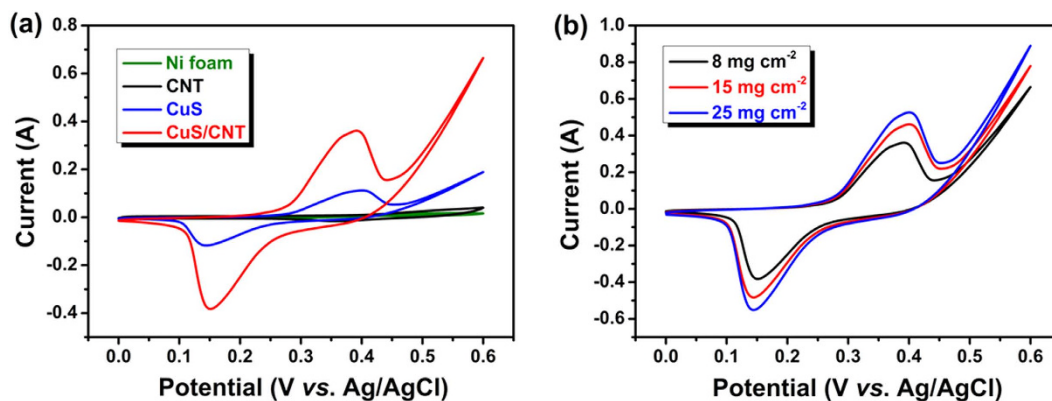 (a)
0.8
0.6
0.4
0.2
0.0
-0.2
-0.4
Current (A)
Ni foam
CNT
CuS
CuS/CNT
0.0 0.1 0.2 0.3 0.4 0.5 0.6
Potential (V vs. Ag/AgCl)
(b)
1.0
0.8
0.6
0.4
0.2
0.0
-0.2
-0.4
-0.6
Current (A)
8 mg cm⁻²
15 mg cm⁻²
25 mg cm⁻²
0.0 0.1 0.2 0.3 0.4 0.5 0.6
Potential (V vs. Ag/AgCl)